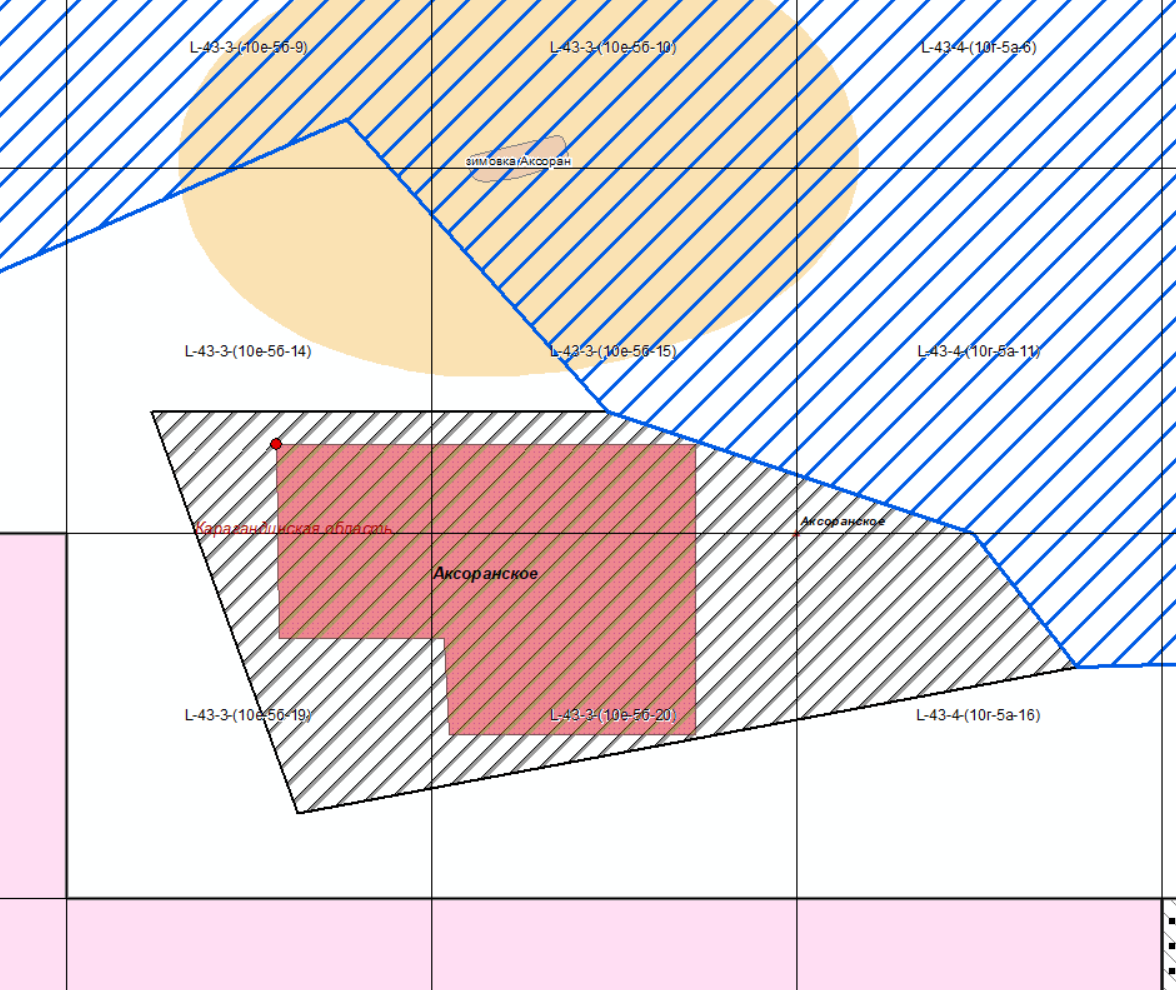 L-43-3-(10е-5б-9)
L-43-3-(10е-5б-10)
L-43-4-(10г-5а-6)
зимовка Аксоран
L-43-3-(10е-5б-14)
L-43-3-(10е-5б-15)
L-43-4-(10г-5а-11)
Карагандинская область
Аксоранское
Аксоранское
L-43-3-(10е-5б-19)
L-43-3-(10е-5б-20)
L-43-4-(10г-5а-16)